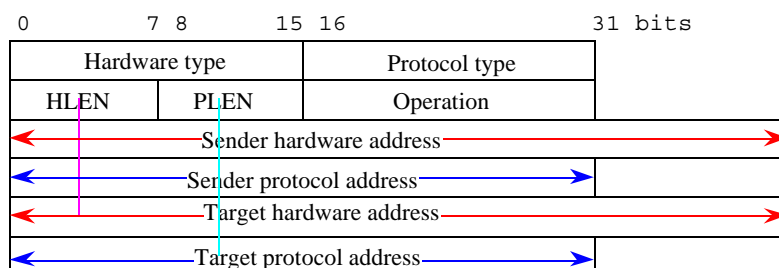 0 7 8 15 16 31 bits
Hardware type Protocol type
HLEN PLEN Operation
Sender hardware address
Sender protocol address
Target hardware address
Target protocol address